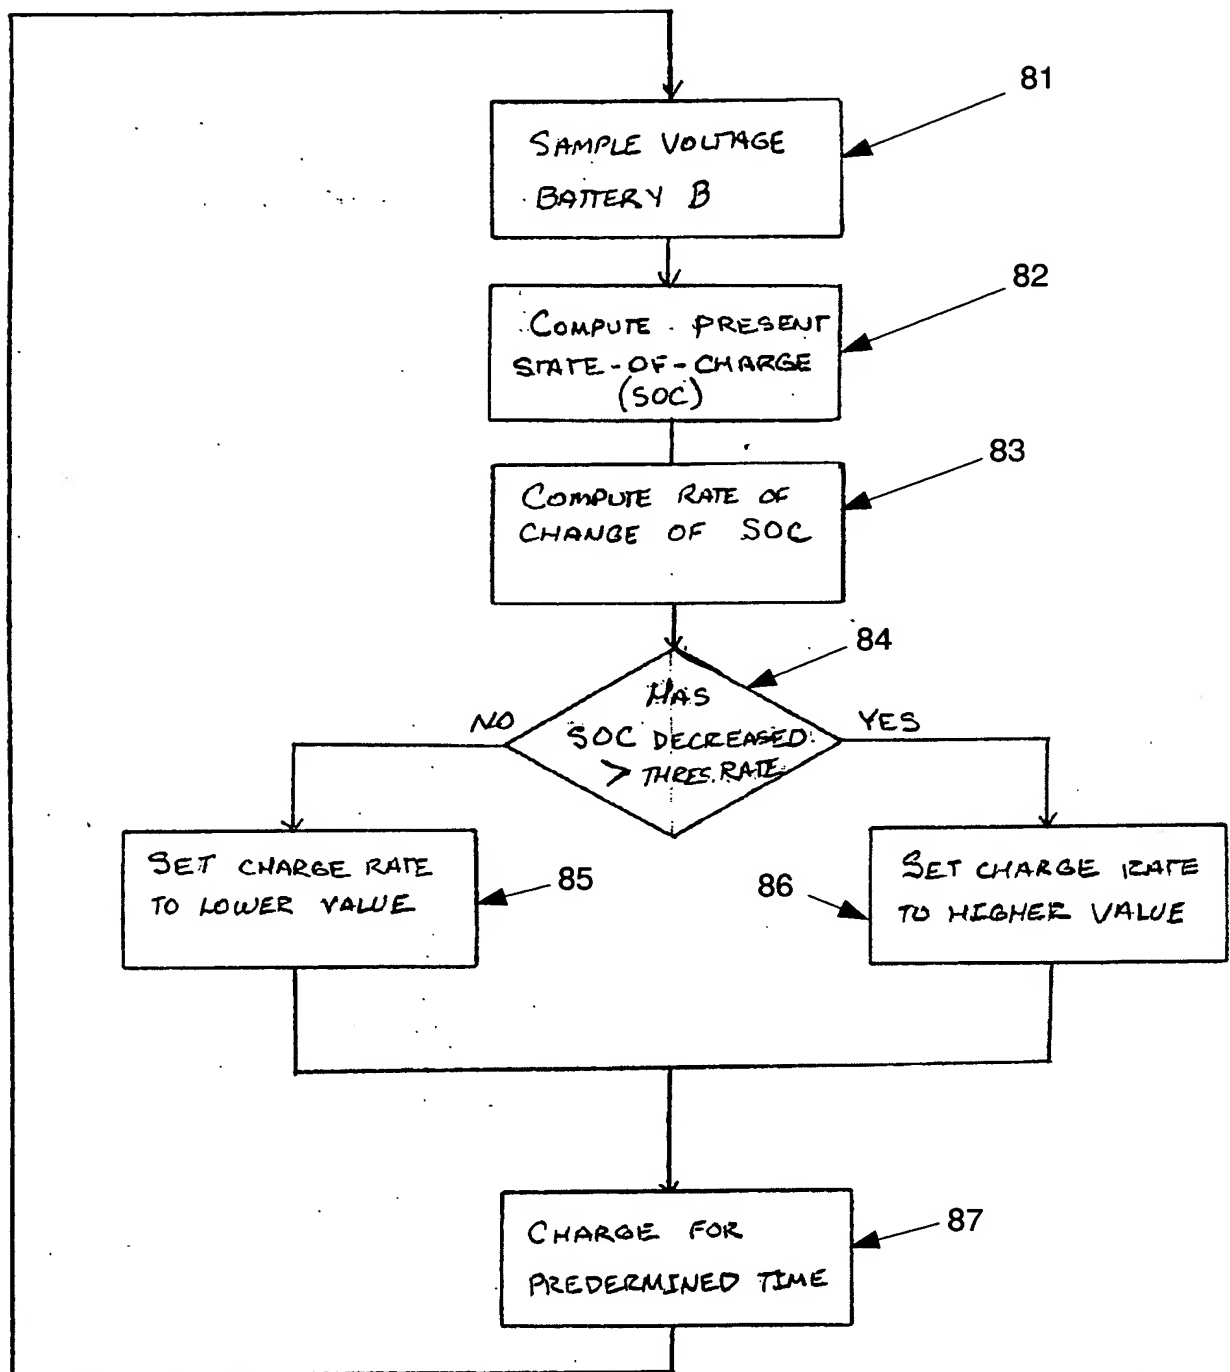 81
SAMPLE VOLTAGE
BATTERY B
82
COMPUTE PRESENT
STATE-OF-CHARGE
(SOC)
83
COMPUTE RATE OF
CHANGE OF SOC
84
HAS
SOC DECREASED
> THRES. RATE
NO
YES
SET CHARGE RATE
TO LOWER VALUE
85
86
SET CHARGE RATE
TO HIGHER VALUE
CHARGE FOR
PREDERMINED TIME
87